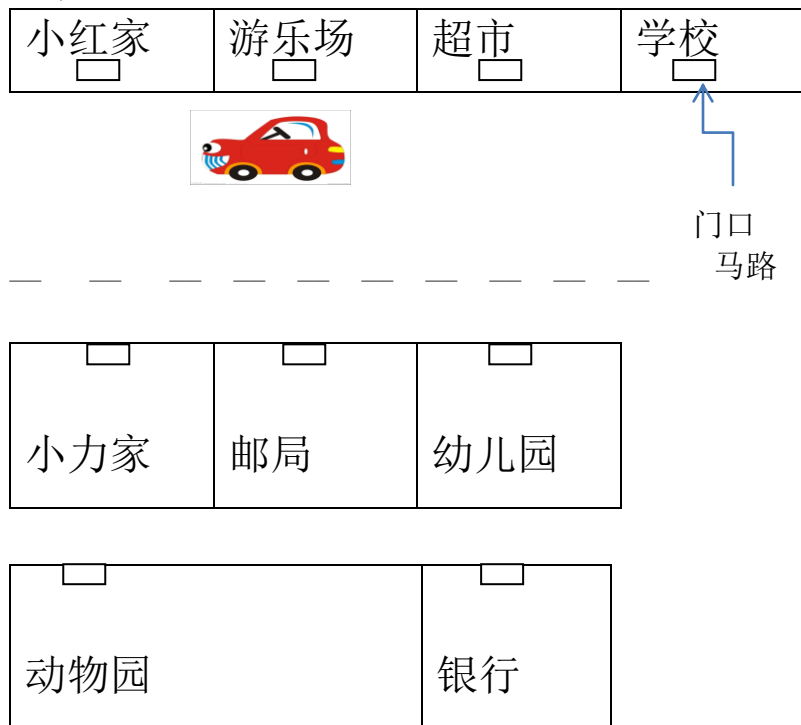 小红家 游乐场 超市 学校
门口
马路
小力家 邮局 幼儿园
动物园 银行